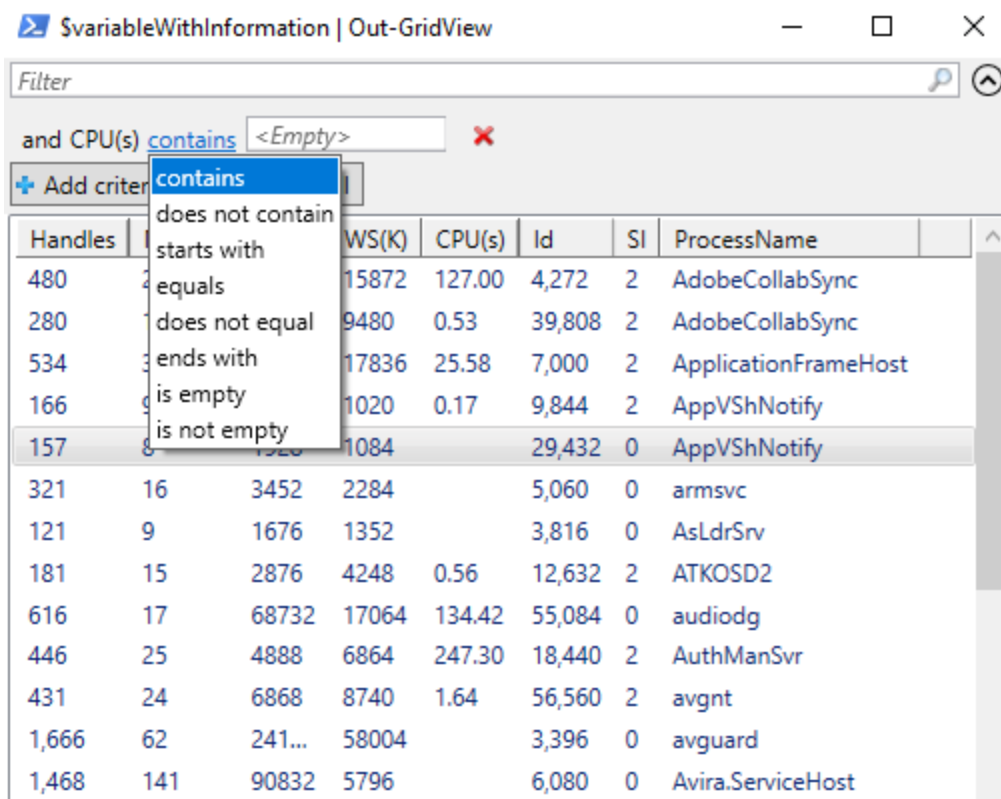 $variableWithInformation | Out-GridView
Filter
and CPU(s) contains <Empty>
Add criter
contains
does not contain
starts with
equals
does not equal
ends with
is empty
is not empty
Handles WS(K) CPU(s) Id SI ProcessName
480 15872 127.00 4,272 2 AdobeCollabSync
280 9480 0.53 39,808 2 AdobeCollabSync
534 17836 25.58 7,000 2 ApplicationFrameHost
166 1020 0.17 9,844 2 AppVShNotify
157 8 1928 1084 29,432 0 AppVShNotify
321 16 3452 2284 5,060 0 armsvc
121 9 1676 1352 3,816 0 AsLdrSrv
181 15 2876 4248 0.56 12,632 2 ATKOSD2
616 17 68732 17064 134.42 55,084 0 audiodg
446 25 4888 6864 247.30 18,440 2 AuthManSvr
431 24 6868 8740 1.64 56,560 2 avgnt
1,666 62 241... 58004 3,396 0 avguard
1,468 141 90832 5796 6,080 0 Avira.ServiceHost